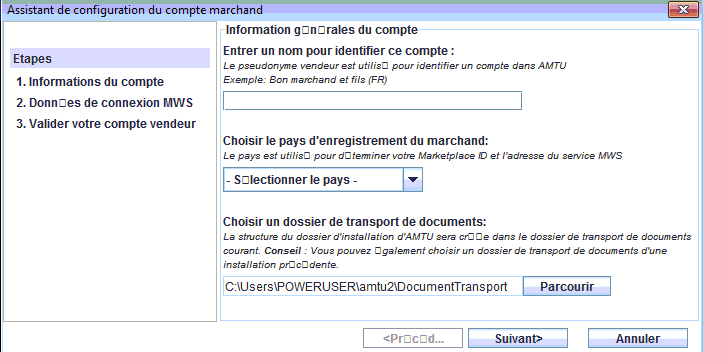 Assistant de configuration du compte marchand
Etapes
1. Informations du compte
2. Donn□es de connexion MWS
3. Valider votre compte vendeur
Information g□n□rales du compte
Entrer un nom pour identifier ce compte :
Le pseudonyme vendeur est utilis□ pour identifier un compte dans AMTU
Exemple: Bon marchand et fils (FR)
Choisir le pays d'enregistrement du marchand:
Le pays est utilis□ pour d□teminer votre Marketplace ID et l'adresse du service MWS
- S□lectionner le pays -
Choisir un dossier de transport de documents:
La structure du dossier d'installation d'AMTU sera cr□□e dans le dossier de transport de documents
courant. Conseil : Vous pouvez □galement choisir un dossier de transport de documents d'une
installation pr□c□dente.
C:\Users\POWERUSER\amtu2\DocumentTransport
Parcourir
<Pr□c□d...
Suivant>
Annuler